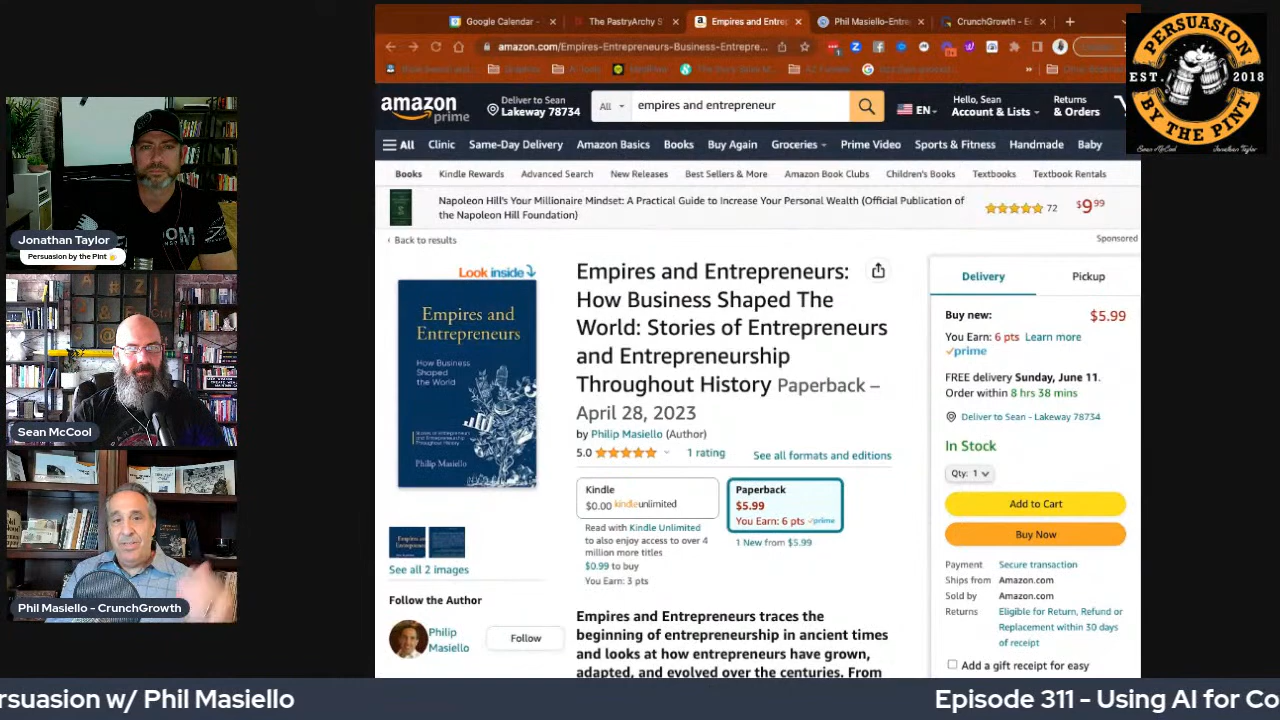 Google Calendar -
The PastryArchy S
Empires and Entrep
Phil Masiello-Entre
CrunchGrowth - Ec
amazon.com/Empires-Entrepreneurs-Business-Entrepre...
PERSUASION
EST. 2018
BY THE PINT
Sean McCool
Jonathan Taylor
amazon
prime
Deliver to Sean
Lakeway 78734
All
empires and entrepreneur
EN
Hello, Sean
Account & Lists
Returns
& Orders
All Clinic Same-Day Delivery Amazon Basics Books Buy Again Groceries Prime Video Sports & Fitness Handmade Baby
Books Kindle Rewards Advanced Search New Releases Best Sellers & More Amazon Book Clubs Children's Books Textbooks Textbook Rentals
Napoleon Hill's Your Millionaire Mindset: A Practical Guide to Increase Your Personal Wealth (Official Publication of
the Napoleon Hill Foundation)
72
$9.99
Sponsored
‹ Back to results
Look inside
Empires and
Entrepreneurs
How Business
Shaped
the World
Stories of Entrepreneurs
and Entrepreneurship
Throughout History
Philip Masiello
See all 2 images
Follow the Author
Philip
Masiello
Follow
Empires and Entrepreneurs:
How Business Shaped The
World: Stories of Entrepreneurs
and Entrepreneurship
Throughout History Paperback –
April 28, 2023
by Philip Masiello (Author)
5.0 1 rating See all formats and editions
Kindle
$0.00 kindleunlimited
Read with Kindle Unlimited
to also enjoy access to over 4
million more titles
$0.99 to buy
You Earn: 3 pts
Paperback
$5.99
You Earn: 6 pts prime
1 New from $5.99
Empires and Entrepreneurs traces the
beginning of entrepreneurship in ancient times
and looks at how entrepreneurs have grown,
adapted, and evolved over the centuries. From
Delivery Pickup
Buy new: $5.99
You Earn: 6 pts Learn more
prime
FREE delivery Sunday, June 11.
Order within 8 hrs 38 mins
Deliver to Sean - Lakeway 78734
In Stock
Qty: 1
Add to Cart
Buy Now
Payment Secure transaction
Ships from Amazon.com
Sold by Amazon.com
Returns Eligible for Return, Refund or
Replacement within 30 days
of receipt
Add a gift receipt for easy
Jonathan Taylor
Persuasion by the Pint
Sean McCool
Phil Masiello - CrunchGrowth
rsuasion w/ Phil Masiello
Episode 311 - Using AI for Co